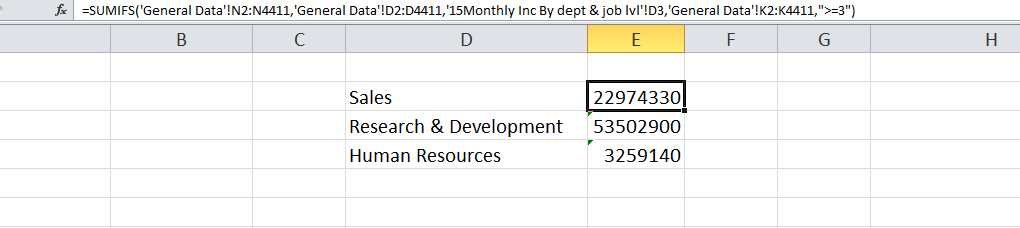 fx =SUMIFS('General Data'!N2:N4411,'General Data'!D2:D4411,'15Monthly Inc By dept & job lvl'!D3,'General Data'!K2:K4411,">=3")
B C D E F G H
Sales 22974330
Research & Development 53502900
Human Resources 3259140